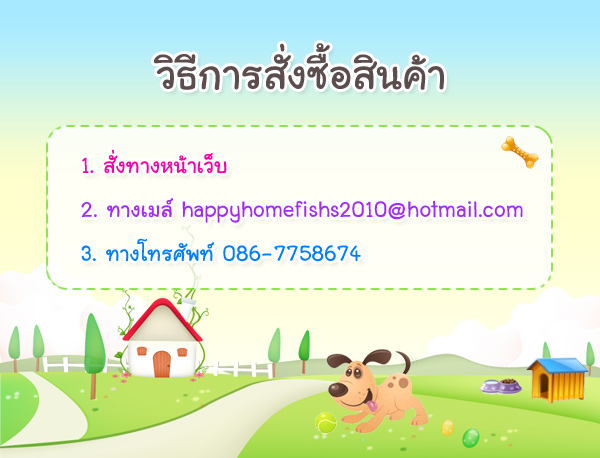 วิธีการสั่งซื้อสินค้า
1. สั่งทางหน้าเว็บ
2. ทางเมล์ happyhomefishs2010@hotmail.com
3. ทางโทรศัพท์ 086-7758674